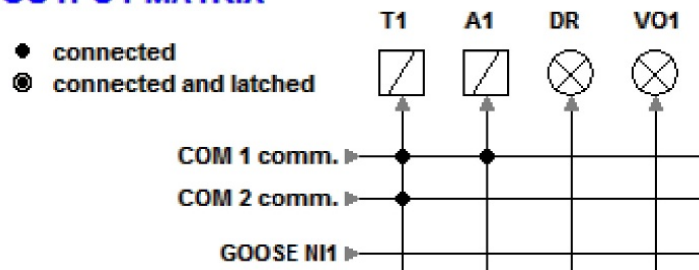 OUTPUT MATRIX
T1 A1 DR VO1
connected
connected and latched
COM 1 comm.
COM 2 comm.
GOOSE NI1